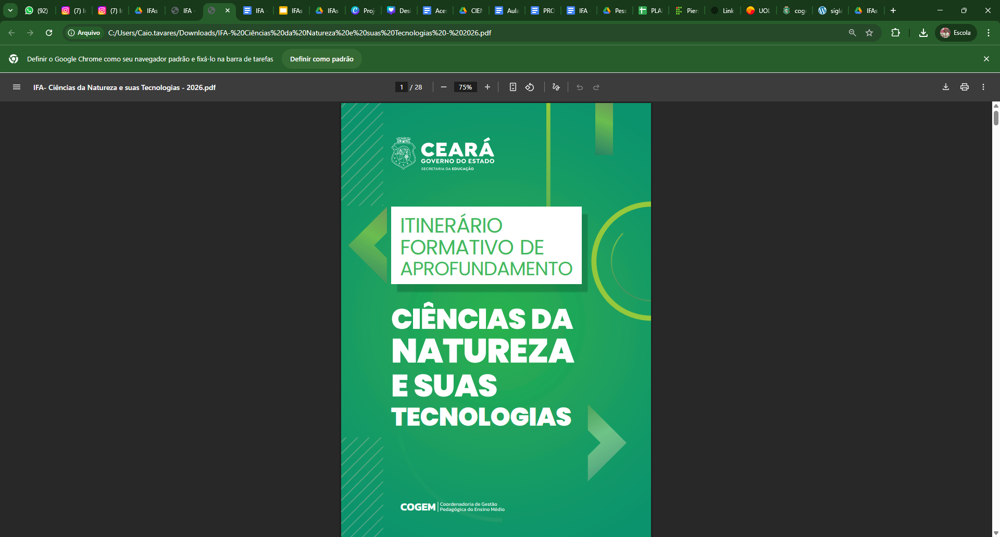 (92)
(7) I
(7) I
IFAs
IFA -
IFA
IFAs
IFAs
Proj
Desi
Aces
CIEN
Aula
PRO
IFA -
Pess
PLA
Pierr
Link
UOL
coge
sigla
IFAs
Arquivo
C:/Users/Caio.tavares/Downloads/IFA-%20Ciências%20da%20Natureza%20e%20suas%20Tecnologias%20-%202026.pdf
Escola
Definir o Google Chrome como seu navegador padrão e fixá-lo na barra de tarefas
Definir como padrão
IFA- Ciências da Natureza e suas Tecnologias - 2026.pdf
1 / 28
75%
CEARÁ
GOVERNO DO ESTADO
SECRETARIA DA EDUCAÇÃO
ITINERÁRIO
FORMATIVO DE
APROFUNDAMENTO
CIÊNCIAS DA
NATUREZA
E SUAS
TECNOLOGIAS
COGEM
Coordenadoria de Gestão
Pedagógica do Ensino Médio